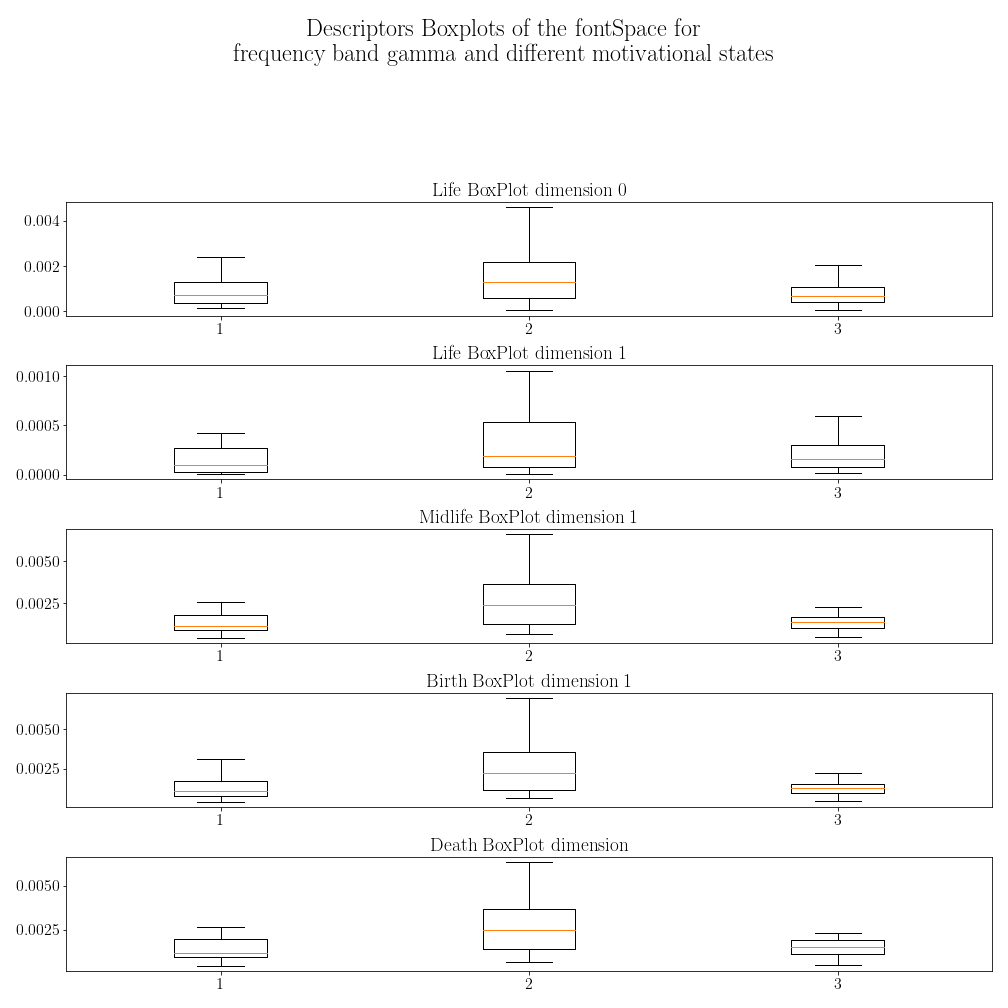 Descriptors Boxplots of the fontSpace for
frequency band gamma and different motivational states
Life BoxPlot dimension 0
0.004
0.002
0.000
1 2 3
Life BoxPlot dimension 1
0.0010
0.0005
0.0000
1 2 3
Midlife BoxPlot dimension 1
0.0050
0.0025
1 2 3
Birth BoxPlot dimension 1
0.0050
0.0025
1 2 3
Death BoxPlot dimension
0.0050
0.0025
1 2 3